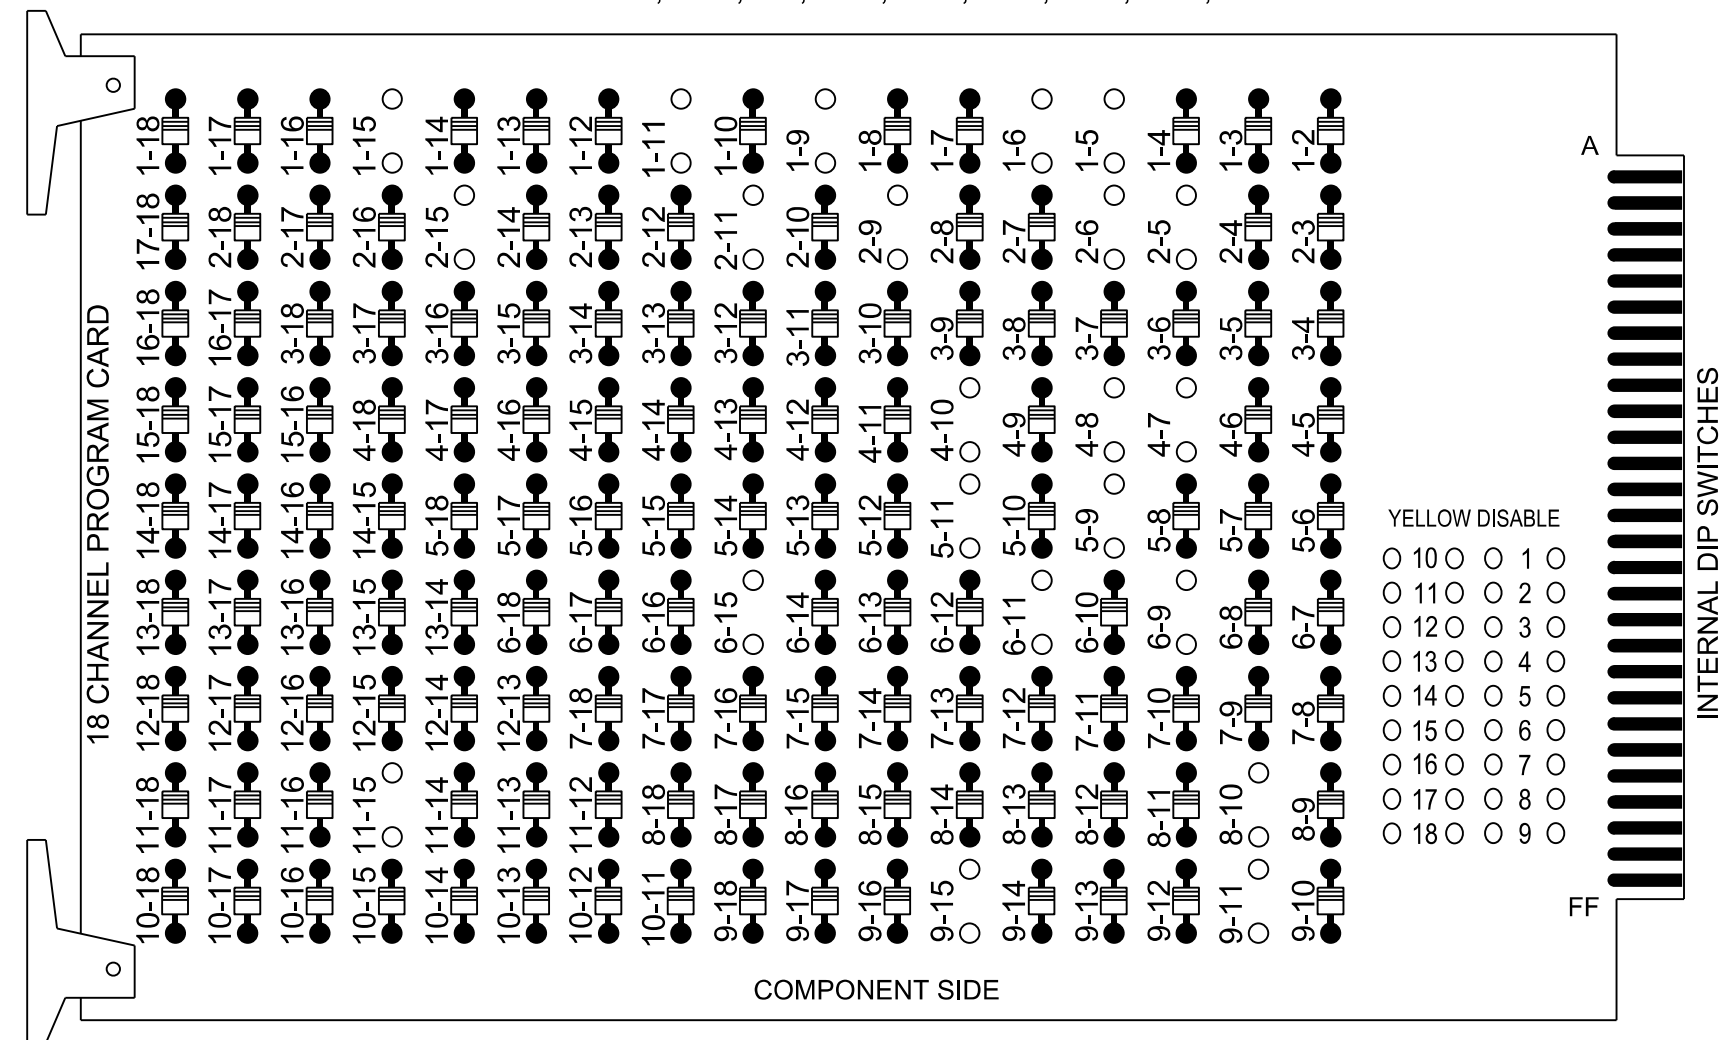 1-18 1-17 1-16 1-15 1-14 1-13 1-12 1-11 1-10 1-9 1-8 1-7 1-6 1-5 1-4 1-3 1-2
17-18 2-18 2-17 2-16 2-15 2-14 2-13 2-12 2-11 2-10 2-9 2-8 2-7 2-6 2-5 2-4 2-3
16-18 16-17 3-18 3-17 3-16 3-15 3-14 3-13 3-12 3-11 3-10 3-9 3-8 3-7 3-6 3-5 3-4
15-18 15-17 15-16 4-18 4-17 4-16 4-15 4-14 4-13 4-12 4-11 4-10 4-9 4-8 4-7 4-6 4-5
14-18 14-17 14-16 14-15 5-18 5-17 5-16 5-15 5-14 5-13 5-12 5-11 5-10 5-9 5-8 5-7 5-6
13-18 13-17 13-16 13-15 13-14 6-18 6-17 6-16 6-15 6-14 6-13 6-12 6-11 6-10 6-9 6-8 6-7
12-18 12-17 12-16 12-15 12-14 12-13 7-18 7-17 7-16 7-15 7-14 7-13 7-12 7-11 7-10 7-9 7-8
11-18 11-17 11-16 11-15 11-14 11-13 11-12 8-18 8-17 8-16 8-15 8-14 8-13 8-12 8-11 8-10 8-9
10-18 10-17 10-16 10-15 10-14 10-13 10-12 10-11 9-18 9-17 9-16 9-15 9-14 9-13 9-12 9-11 9-10
18 CHANNEL PROGRAM CARD
COMPONENT SIDE
YELLOW DISABLE
10 1
11 2
12 3
13 4
14 5
15 6
16 7
17 8
18 9
A
FF
INTERNAL DIP SWITCHES